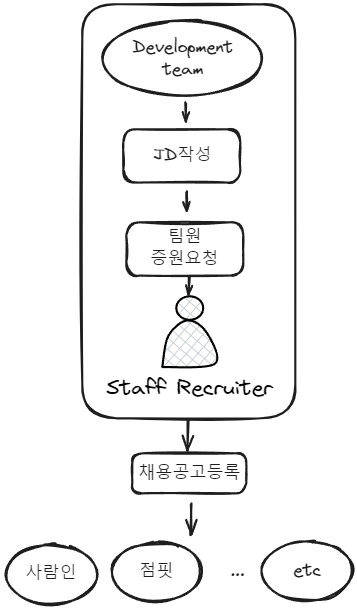 Development
team
JD작성
팀원
증원요청
Staff Recruiter
채용공고등록
사람인
점핏
...
etc